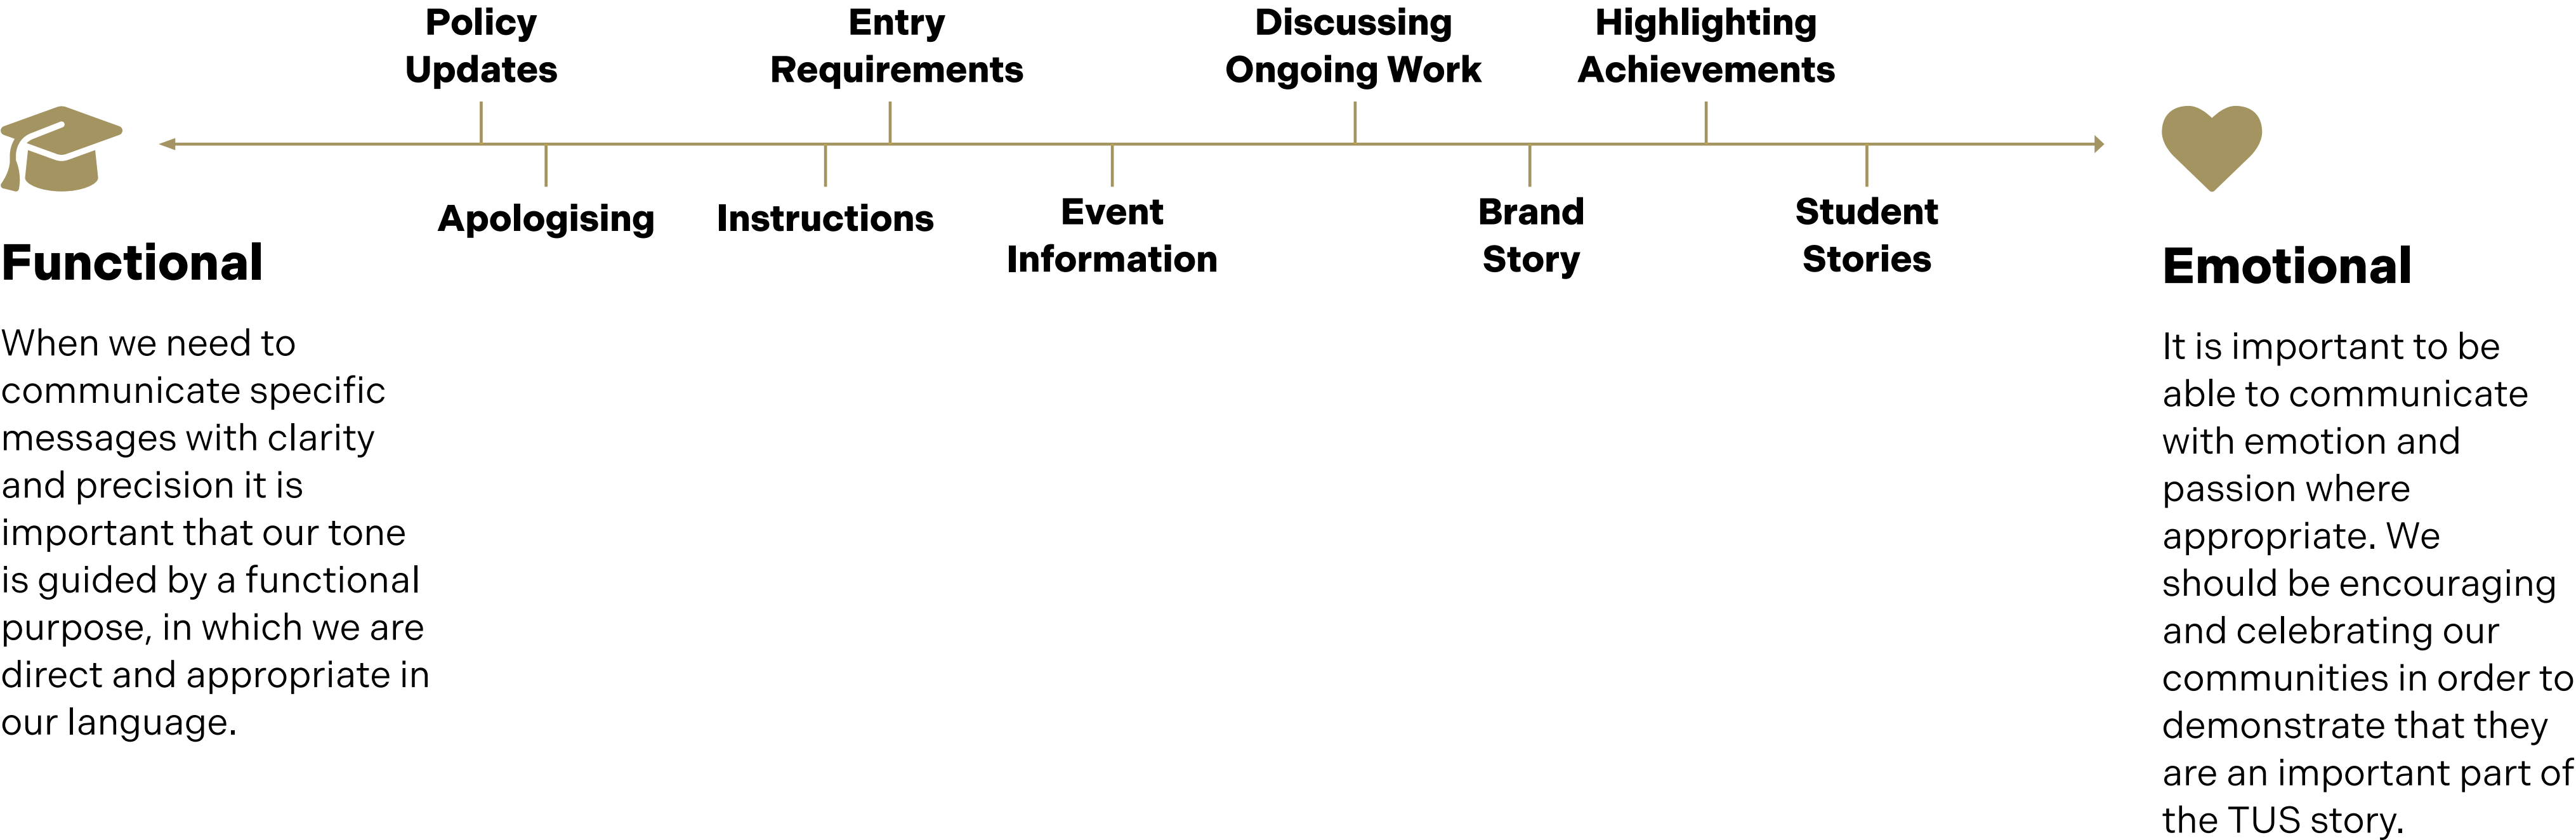 Policy
Updates
Entry
Requirements
Discussing
Ongoing Work
Highlighting
Achievements
Apologising
Instructions
Event
Information
Brand
Story
Student
Stories
Functional
When we need to
communicate specific
messages with clarity
and precision it is
important that our tone
is guided by a functional
purpose, in which we are
direct and appropriate in
our language.
Emotional
It is important to be
able to communicate
with emotion and
passion where
appropriate. We
should be encouraging
and celebrating our
communities in order to
demonstrate that they
are an important part of
the TUS story.